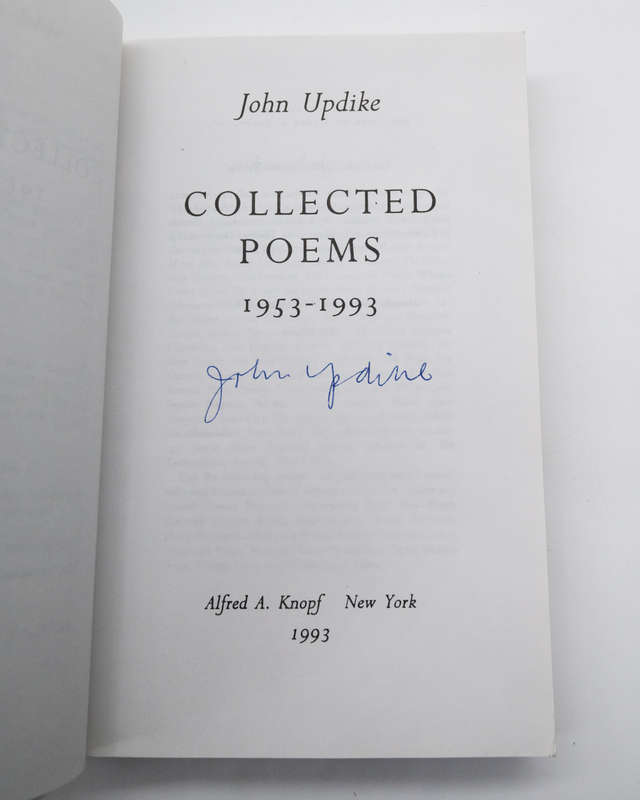 John Updike
COLLECTED
POEMS
1953-1993
John Updike
Alfred A. Knopf New York
1993